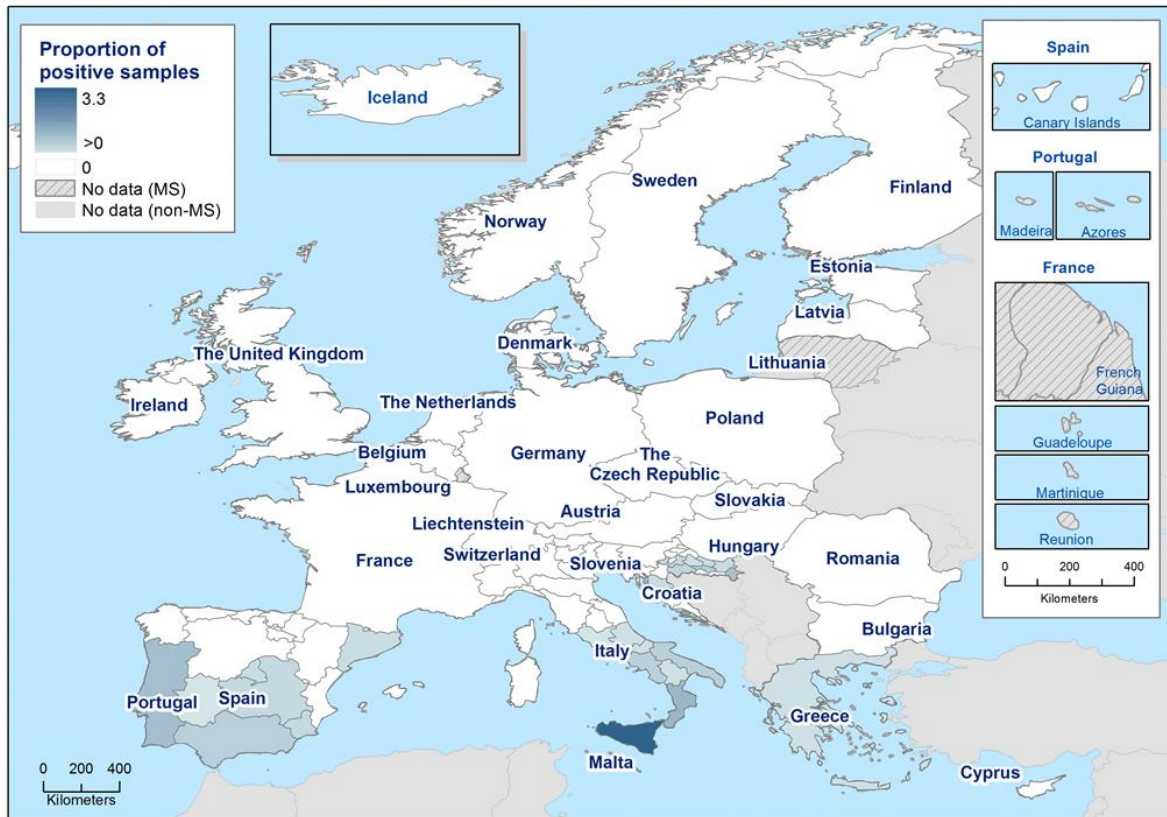 Proportion of
positive samples
3.3
>0
0
No data (MS)
No data (non-MS)
Iceland
Sweden
Finland
Norway
Estonia
Latvia
Denmark
Lithuania
The United Kingdom
Ireland
The Netherlands
Poland
Belgium
Germany
The
Czech Republic
Luxembourg
Slovakia
Austria
Liechtenstein
Hungary
Switzerland
France
Slovenia
Romania
Croatia
Bulgaria
Italy
Portugal
Spain
Greece
Malta
Cyprus
0 200 400
Kilometers
Spain
Canary Islands
Portugal
Madeira
Azores
France
French
Guiana
Guadeloupe
Martinique
Reunion
0 200 400
Kilometers